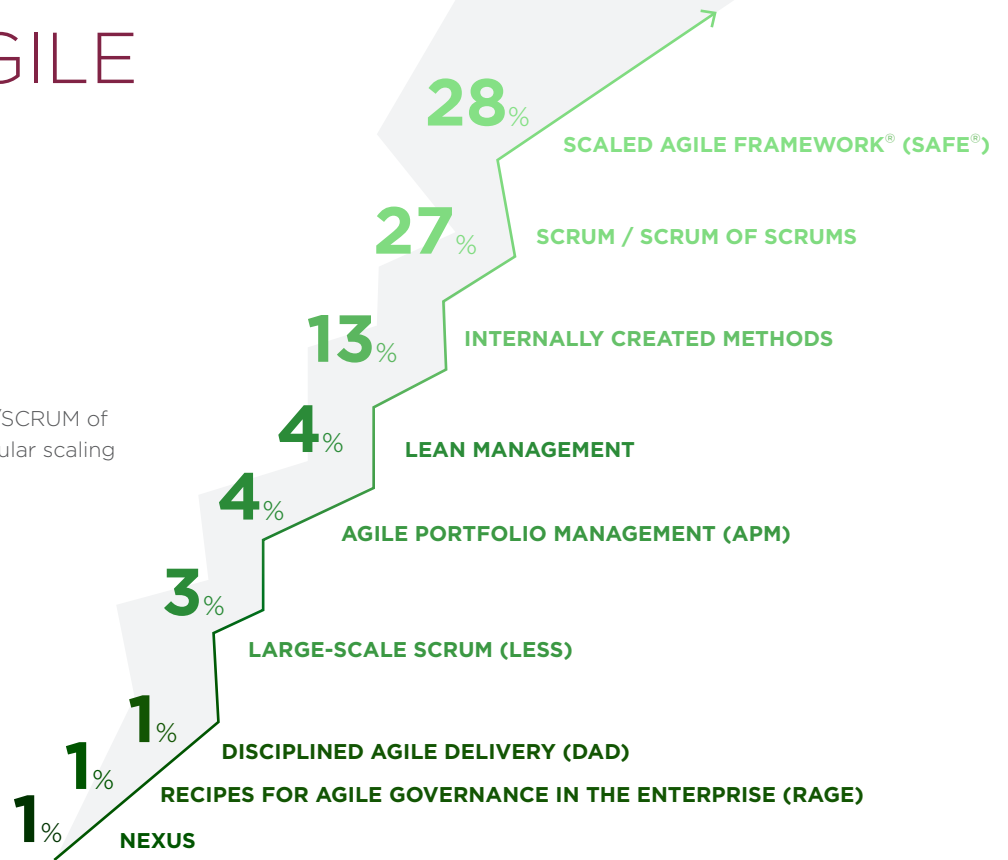 GILE
28%
SCALED AGILE FRAMEWORK® (SAFE®)
27%
SCRUM / SCRUM OF SCRUMS
13%
INTERNALLY CREATED METHODS
/SCRUM of
ular scaling
4%
LEAN MANAGEMENT
4%
AGILE PORTFOLIO MANAGEMENT (APM)
3%
LARGE-SCALE SCRUM (LESS)
1%
DISCIPLINED AGILE DELIVERY (DAD)
1%
RECIPES FOR AGILE GOVERNANCE IN THE ENTERPRISE (RAGE)
1%
NEXUS